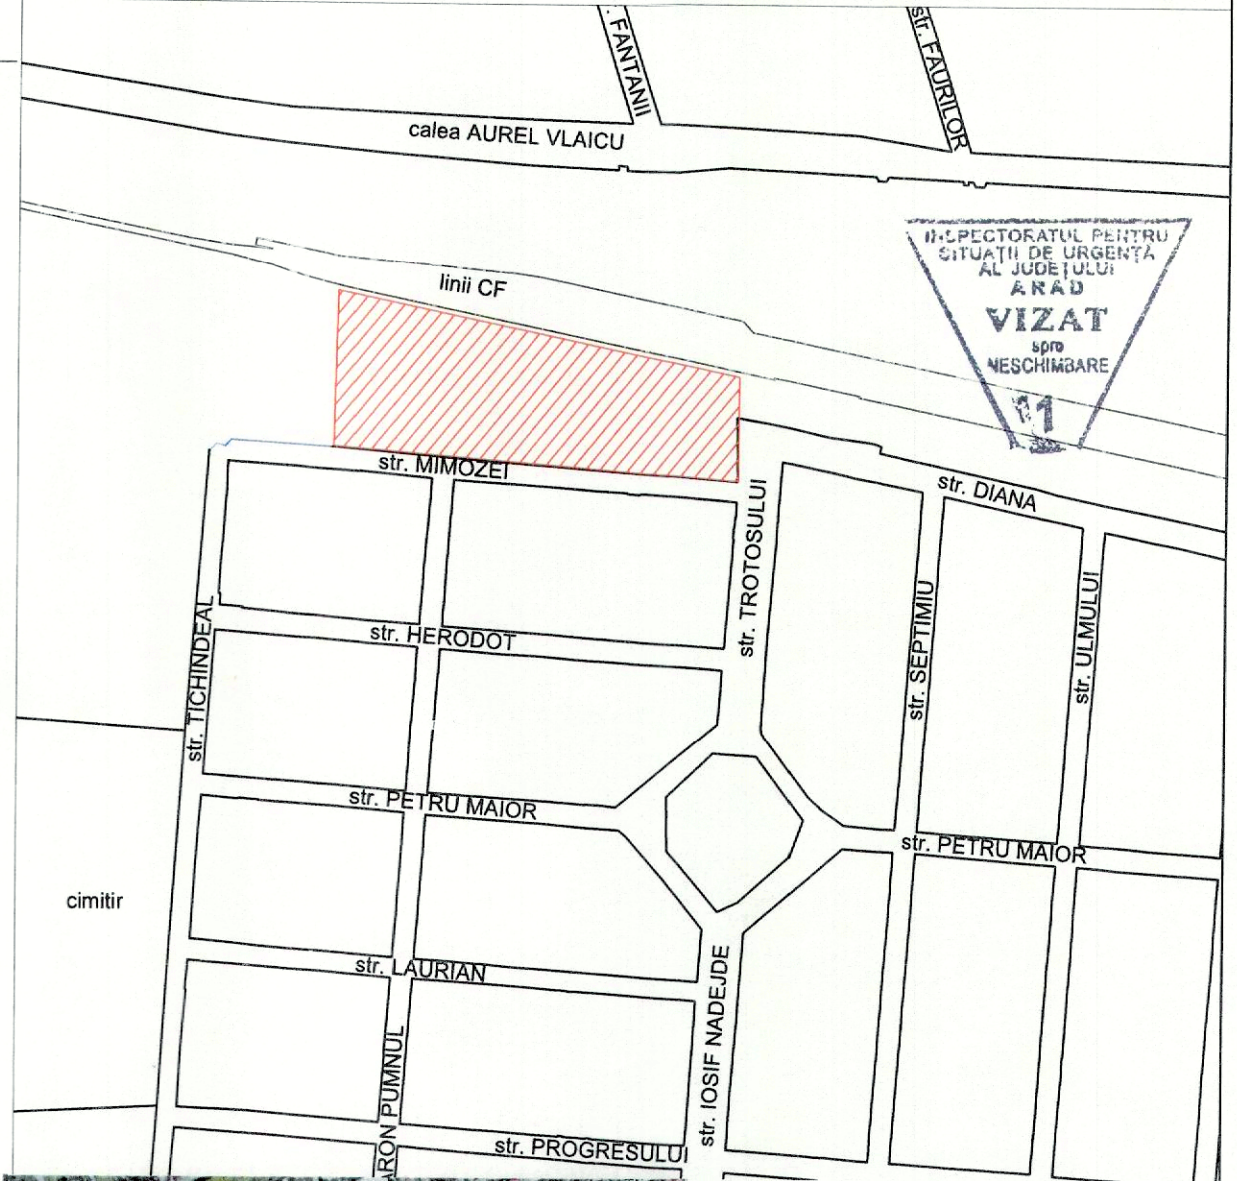 . FANTANII
str. FAURILOR
calea AUREL VLAICU
INSPECTORATUL PENTRU
SITUAȚII DE URGENȚĂ
AL JUDEȚULUI
ARAD
VIZAT
spre
NESCHIMBARE
11
linii CF
str. MIMOZEI
str. DIANA
str. TROTOSULUI
str. SEPTIMIU
str. ULMULUI
str. HERODOT
str. TICHINDEAL
str. PETRU MAIOR
str. PETRU MAIOR
cimitir
str. LAURIAN
str. IOSIF NADEJDE
ARON PUMNUL
str. PROGRESULUI